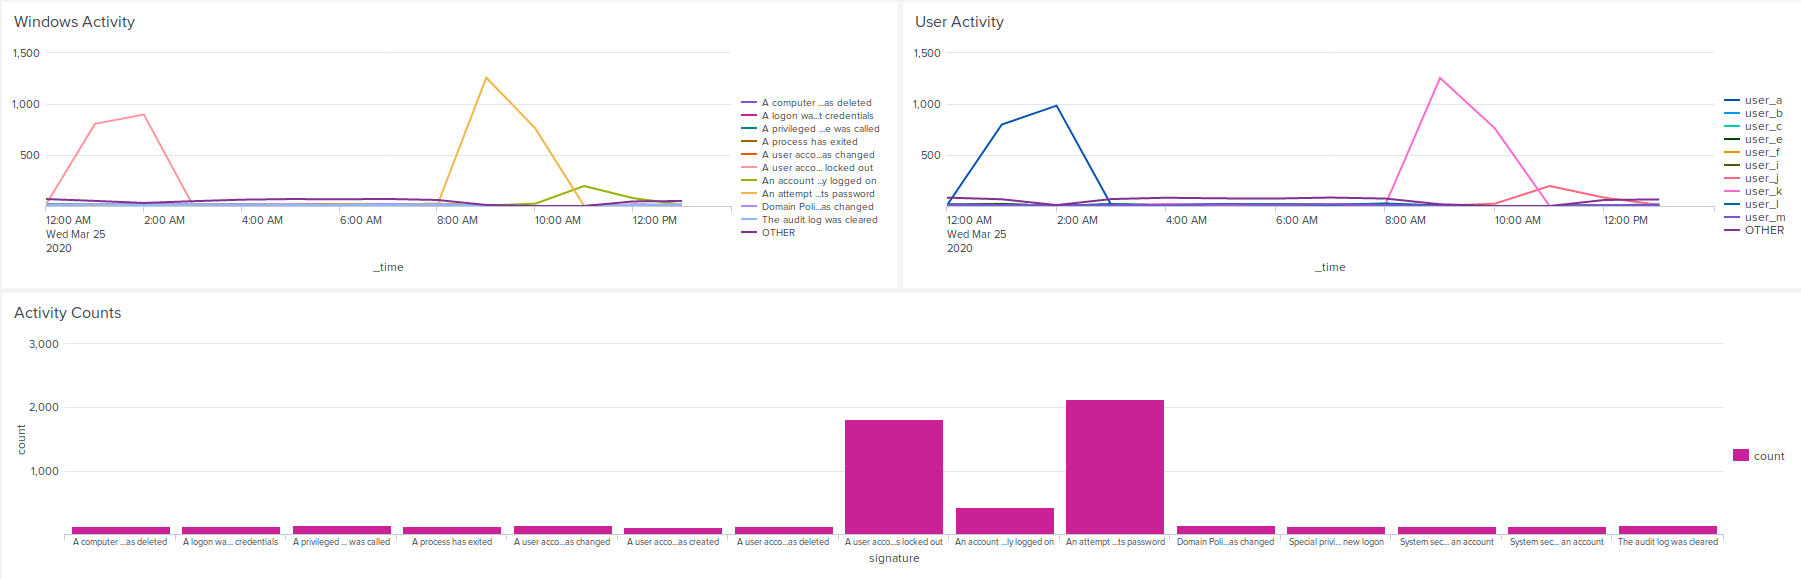 Windows Activity
1,500
1,000
500
12:00 AM
Wed Mar 25
2020
2:00 AM
4:00 AM
6:00 AM
8:00 AM
10:00 AM
12:00 PM
_time
A computer ...as deleted
A logon wa...t credentials
A privileged ...e was called
A process has exited
A user acco...as changed
A user acco... locked out
An account ...y logged on
An attempt ...ts password
Domain Poli...as changed
The audit log was cleared
OTHER
User Activity
1,500
1,000
500
12:00 AM
Wed Mar 25
2020
2:00 AM
4:00 AM
6:00 AM
8:00 AM
10:00 AM
12:00 PM
_time
user_a
user_b
user_c
user_e
user_f
user_i
user_j
user_k
user_l
user_m
OTHER
Activity Counts
3,000
2,000
1,000
count
A computer ...as deleted
A logon wa... credentials
A privileged ... was called
A process has exited
A user acco...as changed
A user acco...as created
A user acco...as deleted
A user acco...s locked out
An account ...ly logged on
An attempt ...ts password
Domain Poli...as changed
Special privi... new logon
System sec... an account
System sec... an account
The audit log was cleared
signature
count